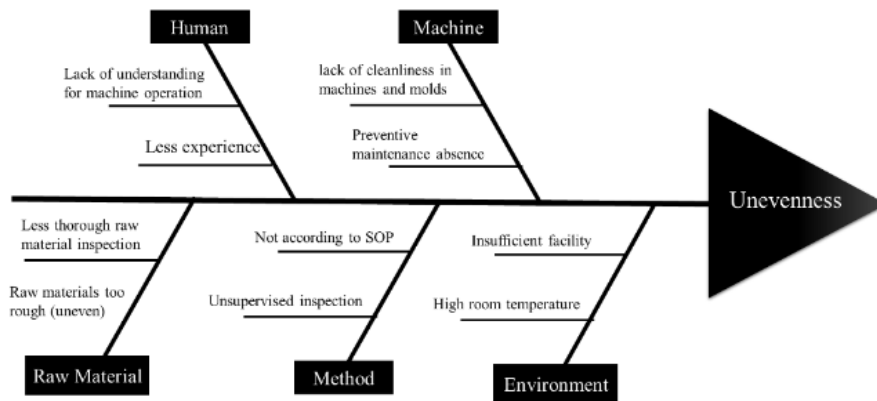 Human
Machine
Lack of understanding
for machine operation
Less experience
lack of cleanliness in
machines and molds
Preventive
maintenance absence
Unevenness
Less thorough raw
material inspection
Raw materials too
rough (uneven)
Not according to SOP
Unsupervised inspection
Insufficient facility
High room temperature
Raw Material
Method
Environment